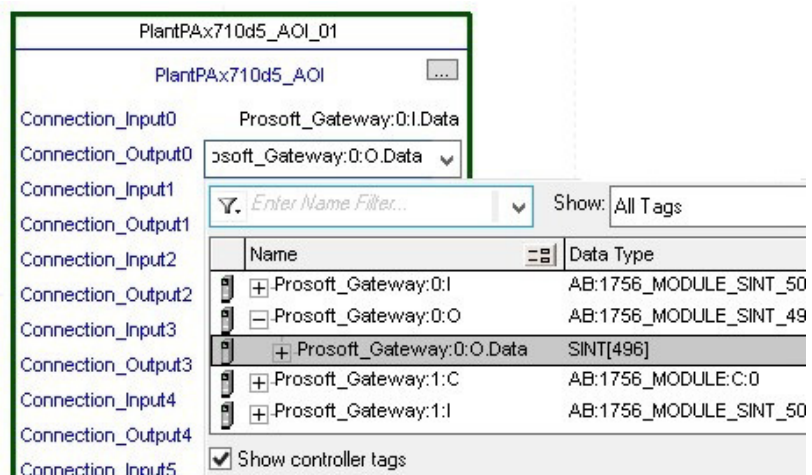 PlantPAx710d5_AOI_01
PlantPAx710d5_AOI
...
Connection_Input0 Prosoft_Gateway:0:I.Data
Connection_Output0 osoft_Gateway:0:O.Data
Connection_Input1
Connection_Output1
Connection_Input2
Connection_Output2
Connection_Input3
Connection_Output3
Connection_Input4
Connection_Output4
Connection_Input5
Enter Name Filter... Show: All Tags
Name Data Type
Prosoft_Gateway:0:I AB:1756_MODULE_SINT_50
Prosoft_Gateway:0:O AB:1756_MODULE_SINT_49
Prosoft_Gateway:0:O.Data SINT[496]
Prosoft_Gateway:1:C AB:1756_MODULE:C:0
Prosoft_Gateway:1:I AB:1756_MODULE_SINT_50
Show controller tags